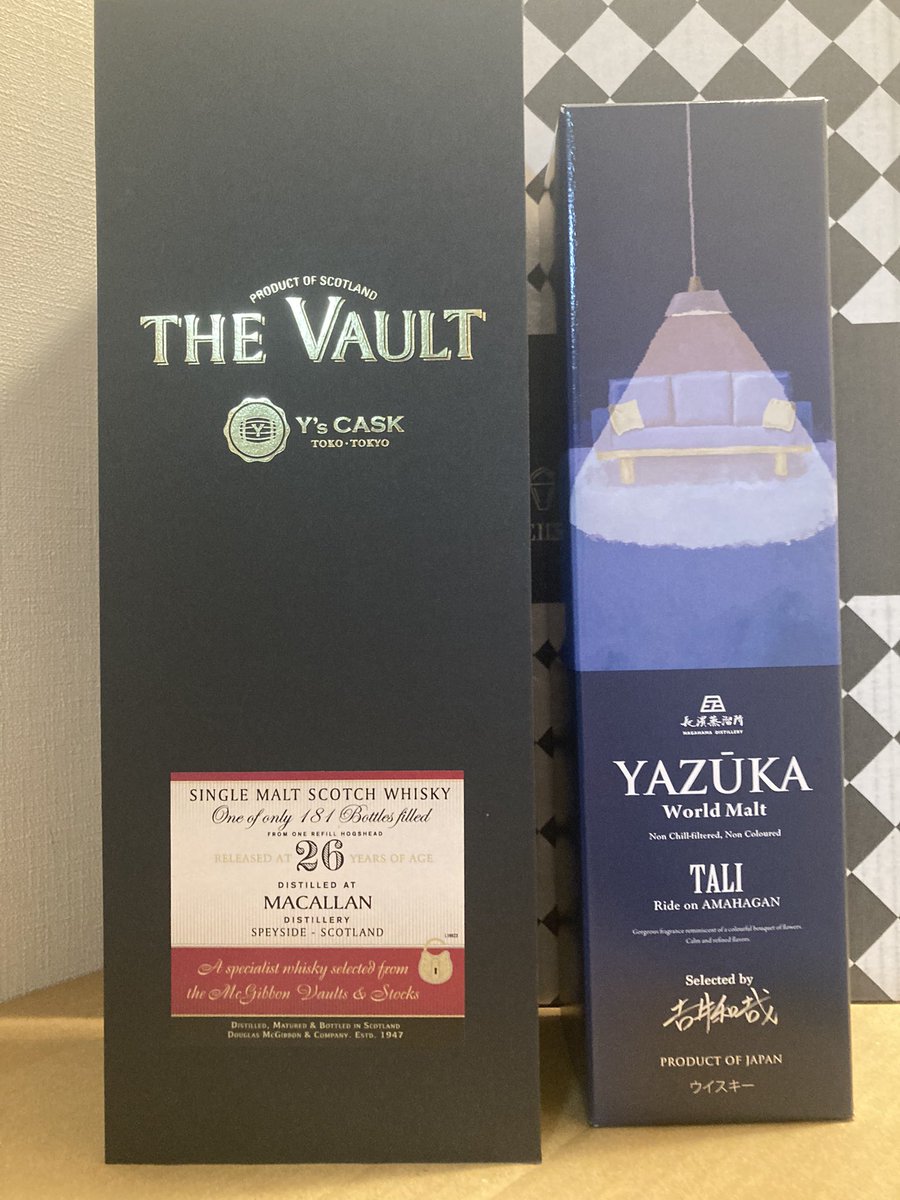 PRODUCT OF SCOTLAND
THE VAULT
Y
Y's CASK
TOKO・TOKYO
SINGLE MALT SCOTCH WHISKY
One of only 181 Bottles filled
FROM ONE REFILL HOGSHEAD
RELEASED AT 26 YEARS OF AGE
DISTILLED AT
MACALLAN
DISTILLERY
SPEYSIDE - SCOTLAND
A specialist whisky selected from
the McGibbon Vaults & Stocks
DISTILLED, MATURED & BOTTLED IN SCOTLAND
DOUGLAS MCGIBBON & COMPANY. ESTD. 1947
長濱蒸溜所
NAGAHAMA DISTILLERY
YAZŪKA
World Malt
Non Chill-filtered, Non Coloured
TALI
Ride on AMAHAGAN
Gorgeous fragrance reminiscent of a colourful bouquet of flowers
Calm and refined flavors
Selected by
吉井和哉
PRODUCT OF JAPAN
ウイスキー